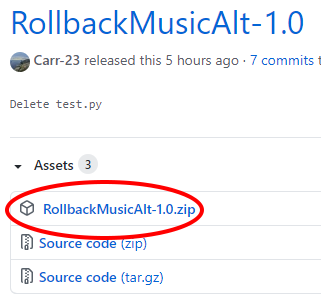 RollbackMusicAlt-1.0
Carr-23 released this 5 hours ago · 7 commits
Delete test.py
Assets 3
RollbackMusicAlt-1.0.zip
Source code (zip)
Source code (tar.gz)